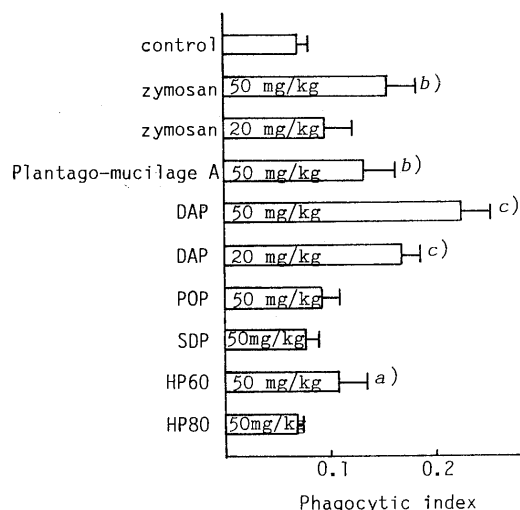 control
zymosan 50 mg/kg b)
zymosan 20 mg/kg
Plantago-mucilage A 50 mg/kg b)
DAP 50 mg/kg c)
DAP 20 mg/kg c)
POP 50 mg/kg
SDP 50mg/kg
HP60 50 mg/kg a)
HP80 50mg/kg
0.1 0.2
Phagocytic index